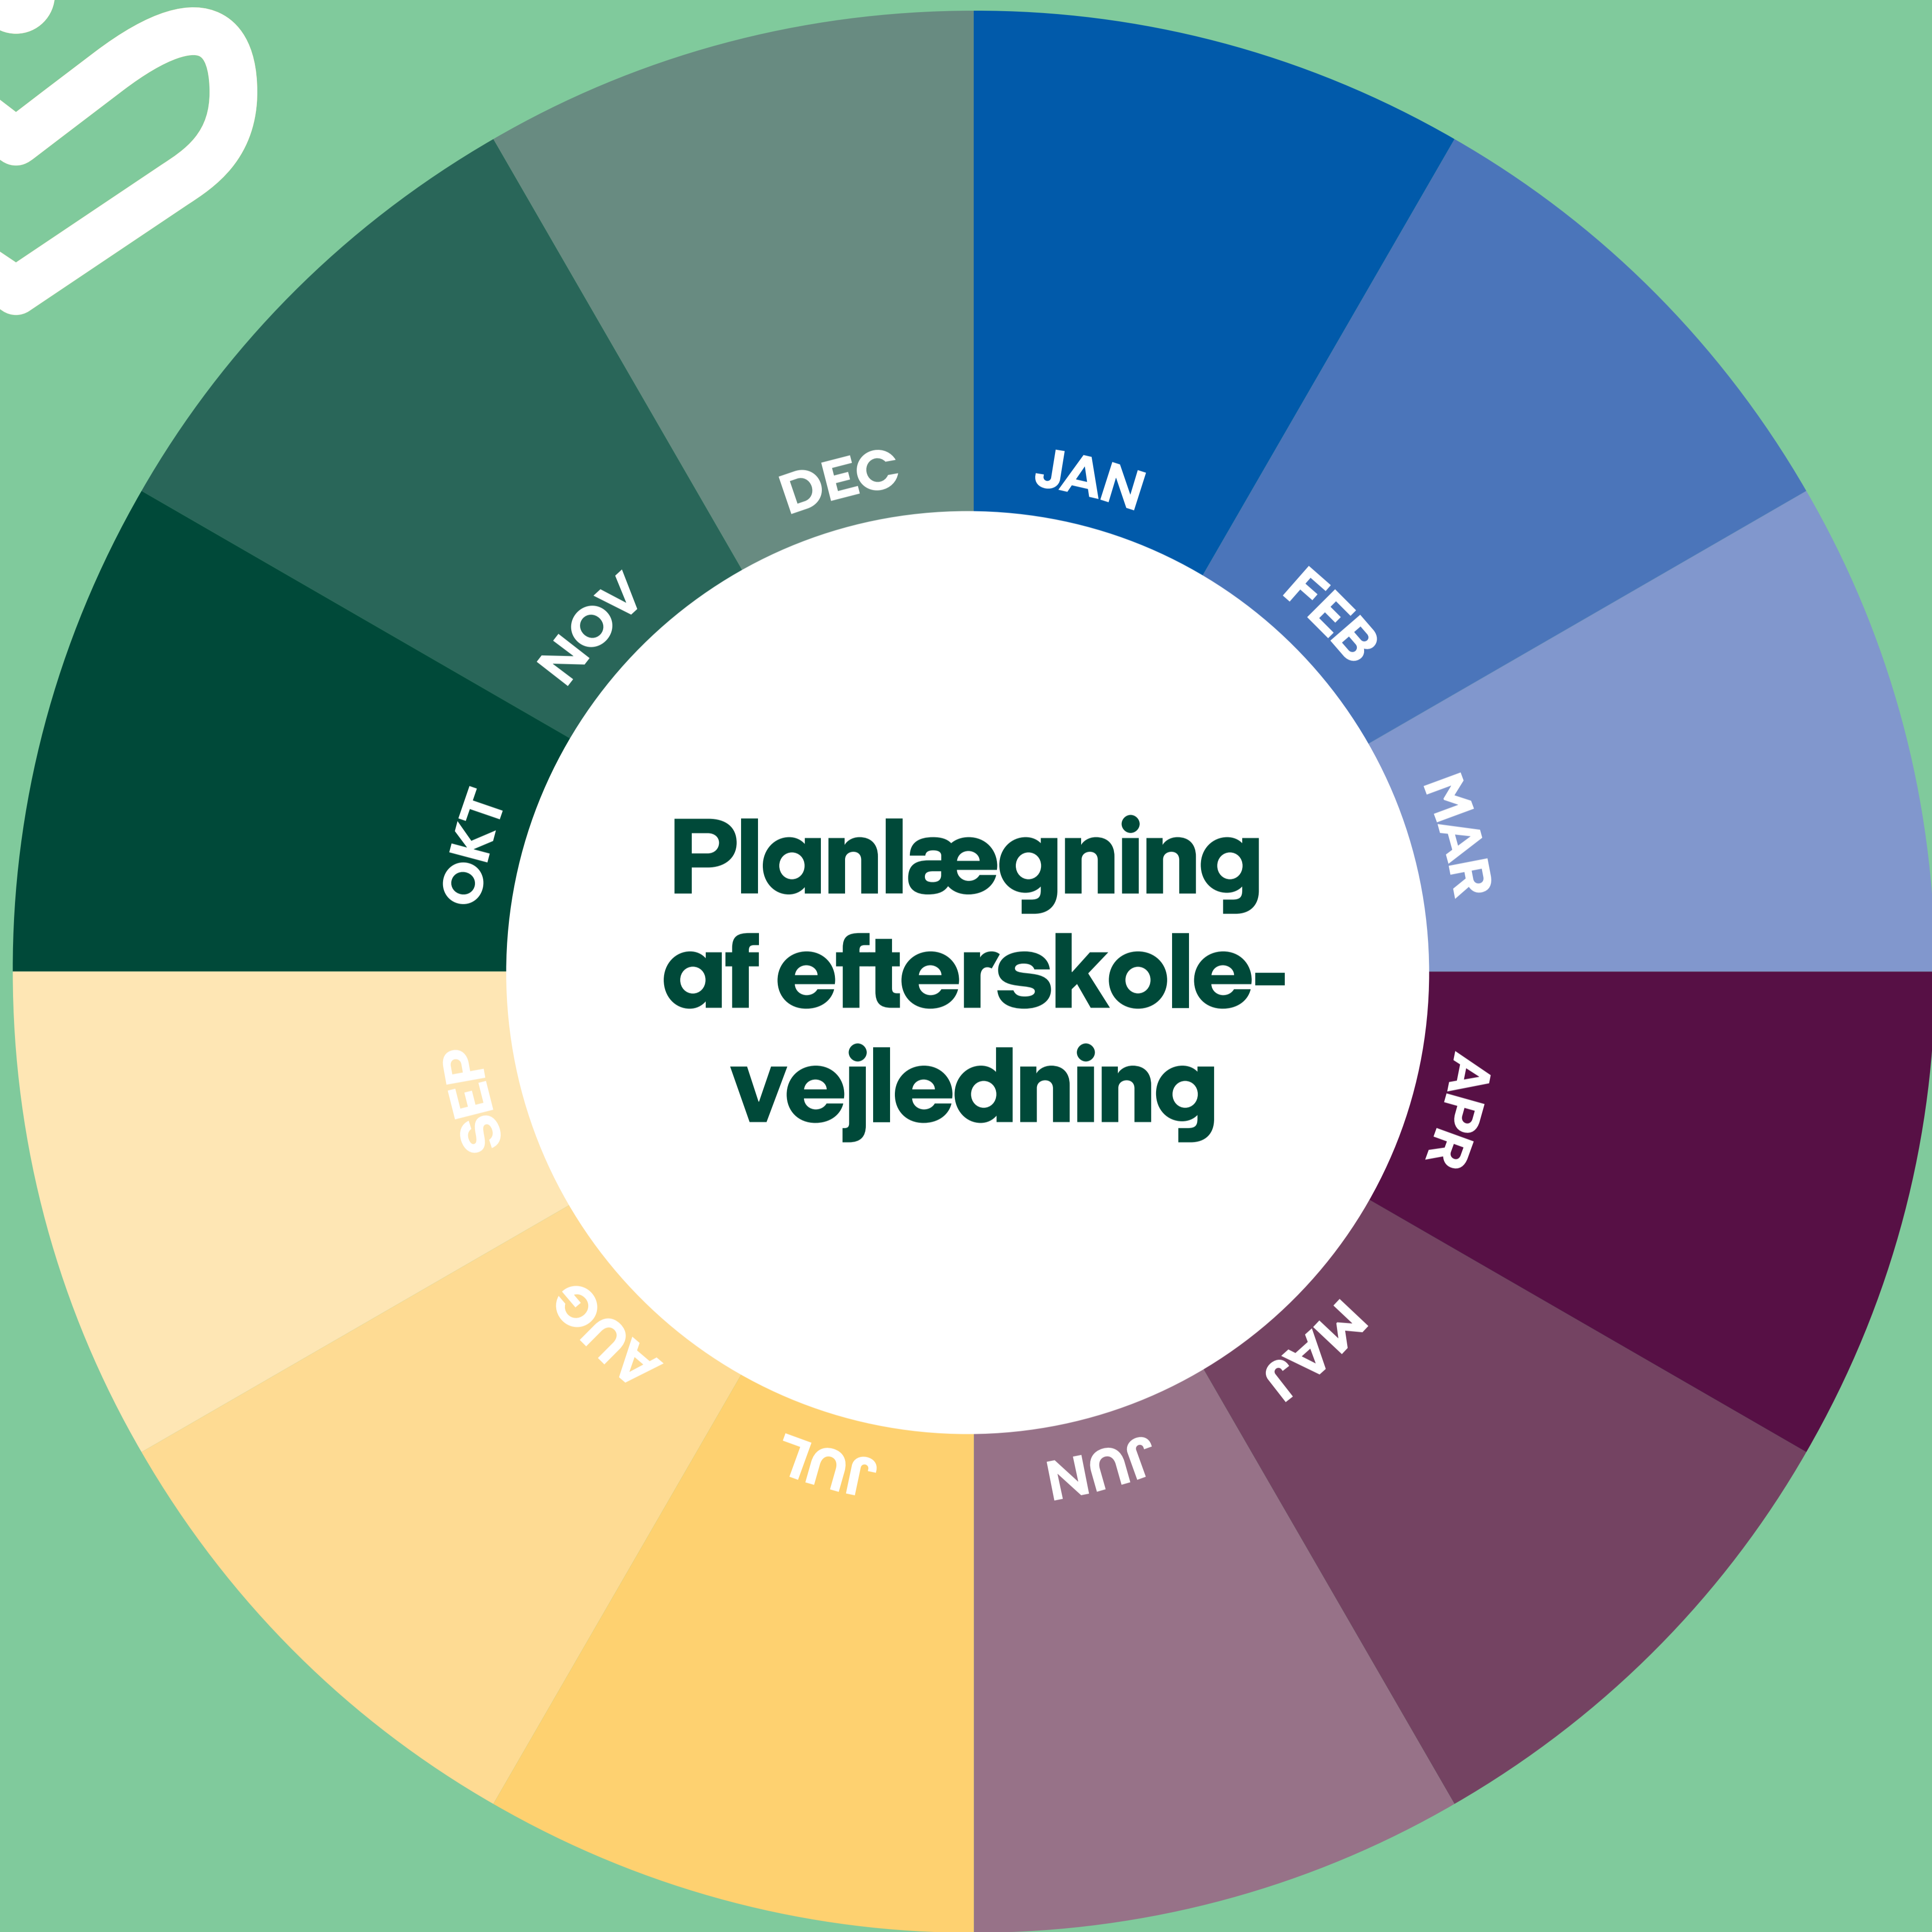 Planlægning
af efterskole-
vejledning
JAN
FEB
MAR
APR
MAJ
JUN
JUL
AUG
SEP
OKT
NOV
DEC